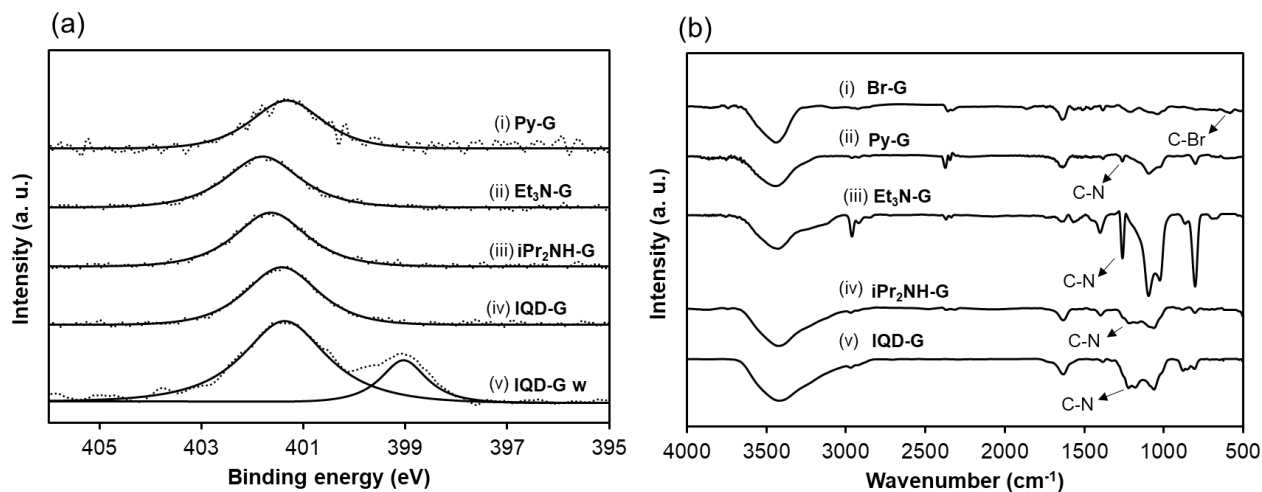 (a)
Intensity (a. u.)
(i) Py-G
(ii) Et₃N-G
(iii) iPr₂NH-G
(iv) IQD-G
(v) IQD-G w
405 403 401 399 397 395
Binding energy (eV)
(b)
Intensity (a. u.)
(i) Br-G
C-Br
(ii) Py-G
C-N
(iii) Et₃N-G
C-N
(iv) iPr₂NH-G
C-N
(v) IQD-G
C-N
4000 3500 3000 2500 2000 1500 1000 500
Wavenumber (cm⁻¹)